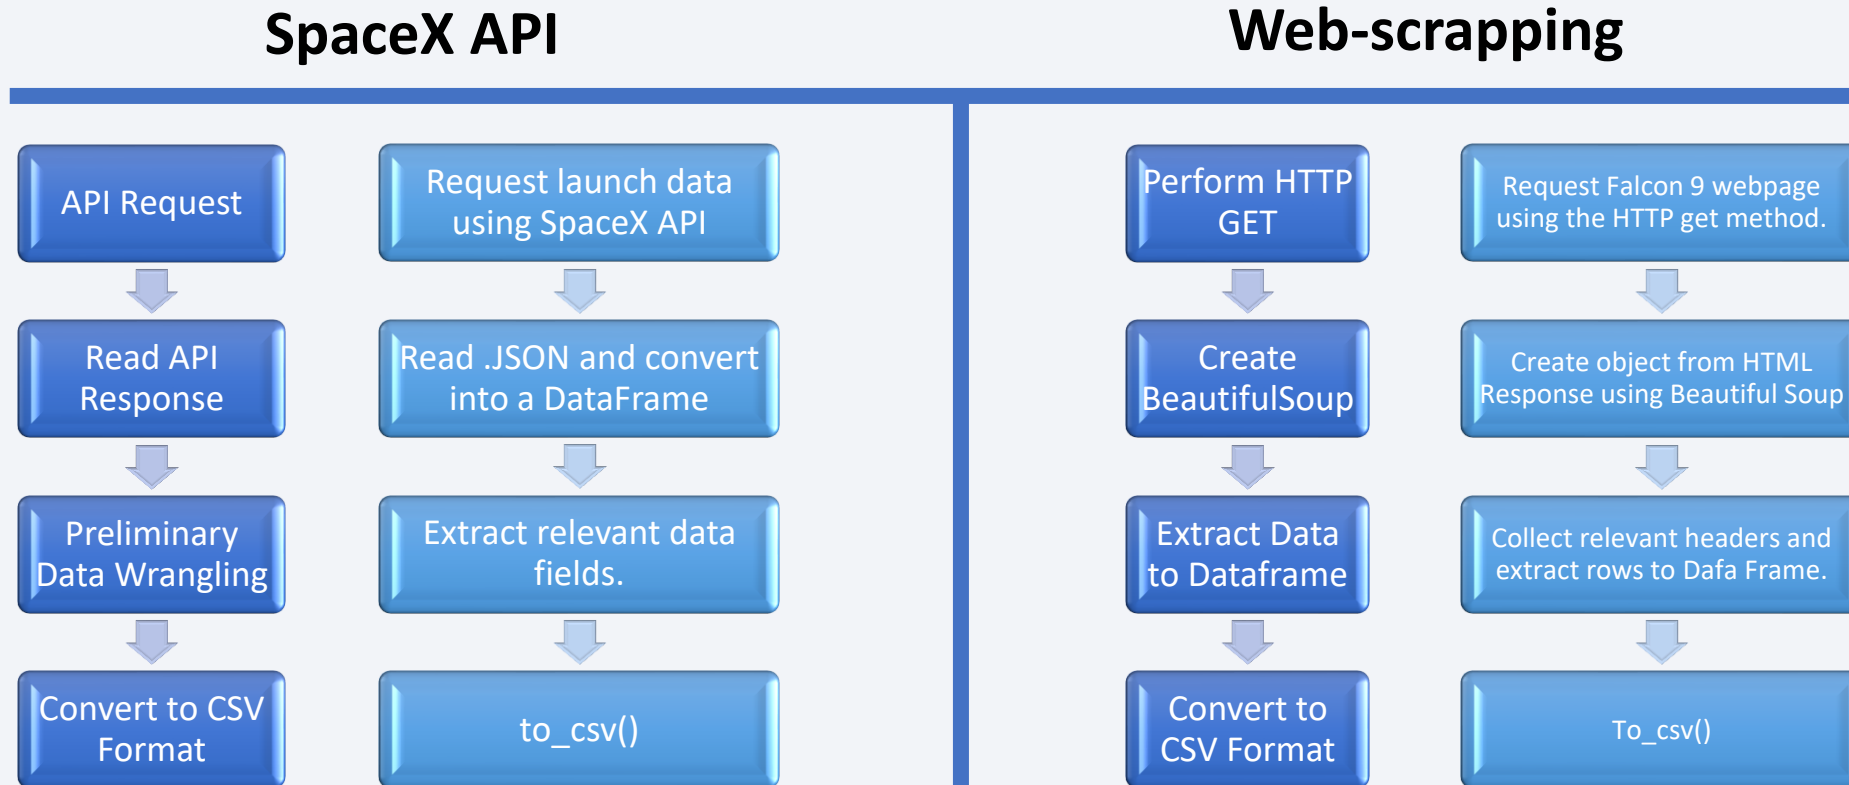 SpaceX API
API Request
Request launch data
using SpaceX API
Read API
Response
Read .JSON and convert
into a DataFrame
Preliminary
Data Wrangling
Extract relevant data
fields.
Convert to CSV
Format
to_csv()
Web-scrapping
Perform HTTP
GET
Request Falcon 9 webpage
using the HTTP get method.
Create
BeautifulSoup
Create object from HTML
Response using Beautiful Soup
Extract Data
to Dataframe
Collect relevant headers and
extract rows to Dafa Frame.
Convert to
CSV Format
To_csv()